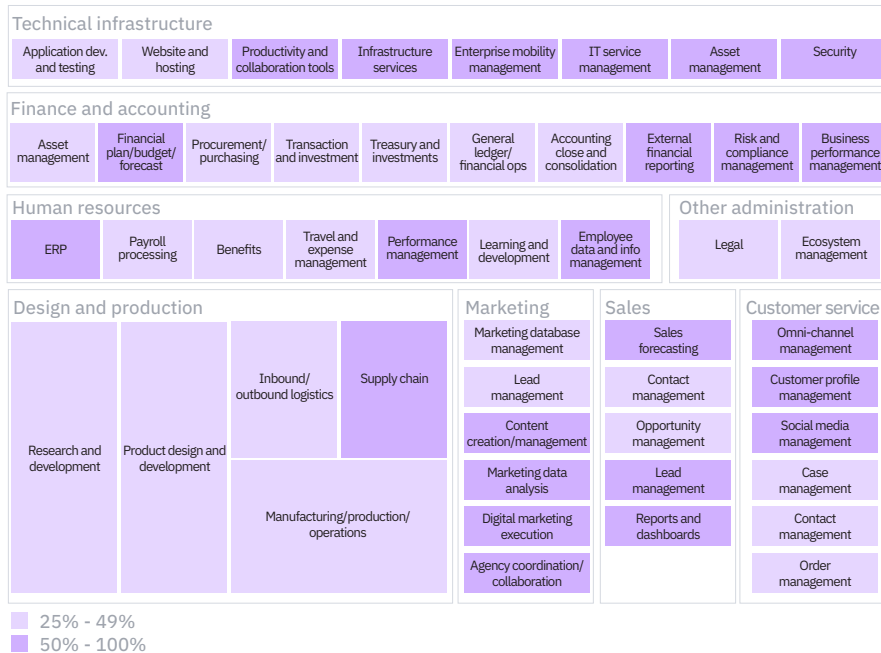 Technical infrastructure
Application dev.
and testing
Website and
hosting
Productivity and
collaboration tools
Infrastructure
services
Enterprise mobility
management
IT service
management
Asset
management
Security
Finance and accounting
Asset
management
Financial
plan/budget/
forecast
Procurement/
purchasing
Transaction
and investment
Treasury and
investments
General
ledger/
financial ops
Accounting
close and
consolidation
External
financial
reporting
Risk and
compliance
management
Business
performance
management
Human resources
ERP
Payroll
processing
Benefits
Travel and
expense
management
Performance
management
Learning and
development
Employee
data and info
management
Other administration
Legal
Ecosystem
management
Design and production
Research and
development
Product design and
development
Inbound/
outbound logistics
Supply chain
Manufacturing/production/
operations
Marketing
Marketing database
management
Lead
management
Content
creation/management
Marketing data
analysis
Digital marketing
execution
Agency coordination/
collaboration
Sales
Sales
forecasting
Contact
management
Opportunity
management
Lead
management
Reports and
dashboards
Customer service
Omni-channel
management
Customer profile
management
Social media
management
Case
management
Contact
management
Order
management
25% - 49%
50% - 100%